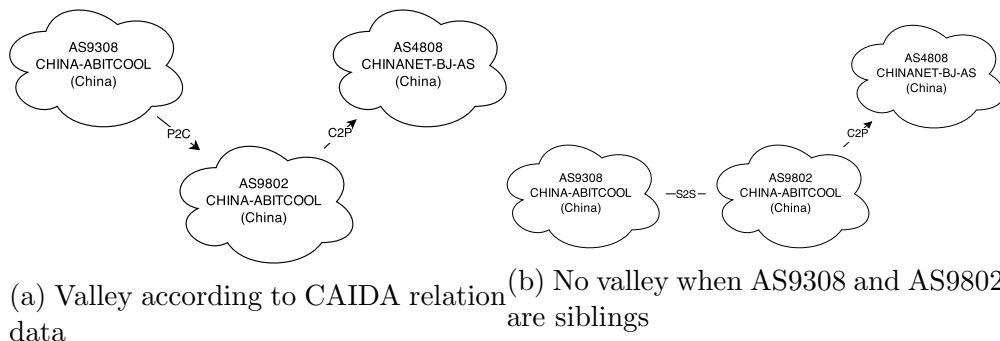 AS9308
CHINA-ABITCOOL
(China)
AS4808
CHINANET-BJ-AS
(China)
P2C
C2P
AS9802
CHINA-ABITCOOL
(China)
(a) Valley according to CAIDA relation
data
AS4808
CHINANET-BJ-AS
(China)
C2P
AS9308
CHINA-ABITCOOL
(China)
S2S
AS9802
CHINA-ABITCOOL
(China)
(b) No valley when AS9308 and AS9802
are siblings